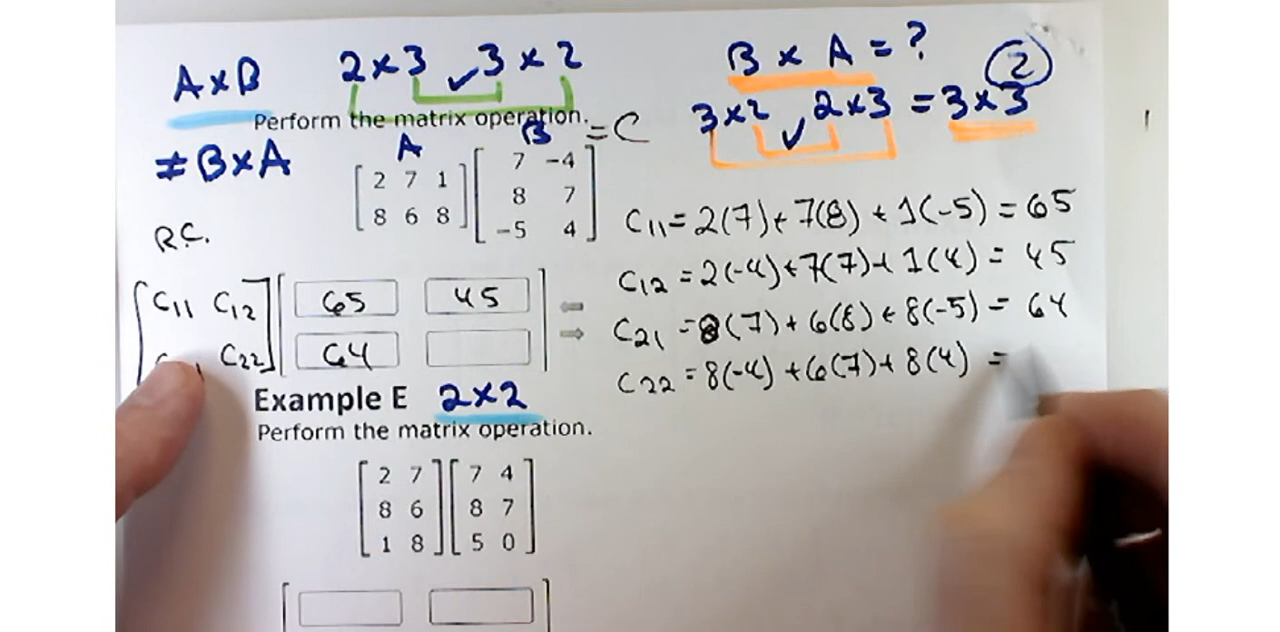 A x B 2 x 3 ✓ 3 x 2
B x A = ? 2
Perform the matrix operation.
3 x 2 ✓ 2 x 3 = 3 x 3
≠ B x A A B = C
2 7 1 7 -4
8 6 8 8 7
-5 4
R.C.
C11 = 2(7) + 7(8) + 1(-5) = 65
C12 = 2(-4) + 7(7) + 1(4) = 45
C21 = 8(7) + 6(8) + 8(-5) = 64
C22 = 8(-4) + 6(7) + 8(4) =
C11 C12 65 45
C22 64
Example E 2 x 2
Perform the matrix operation.
2 7 7 4
8 6 8 7
1 8 5 0